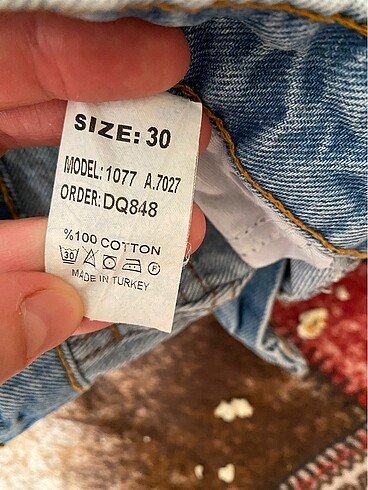 SIZE: 30
MODEL: 1077 A.7027
ORDER: DQ848
%100 COTTON
30 P
MADE IN TURKEY